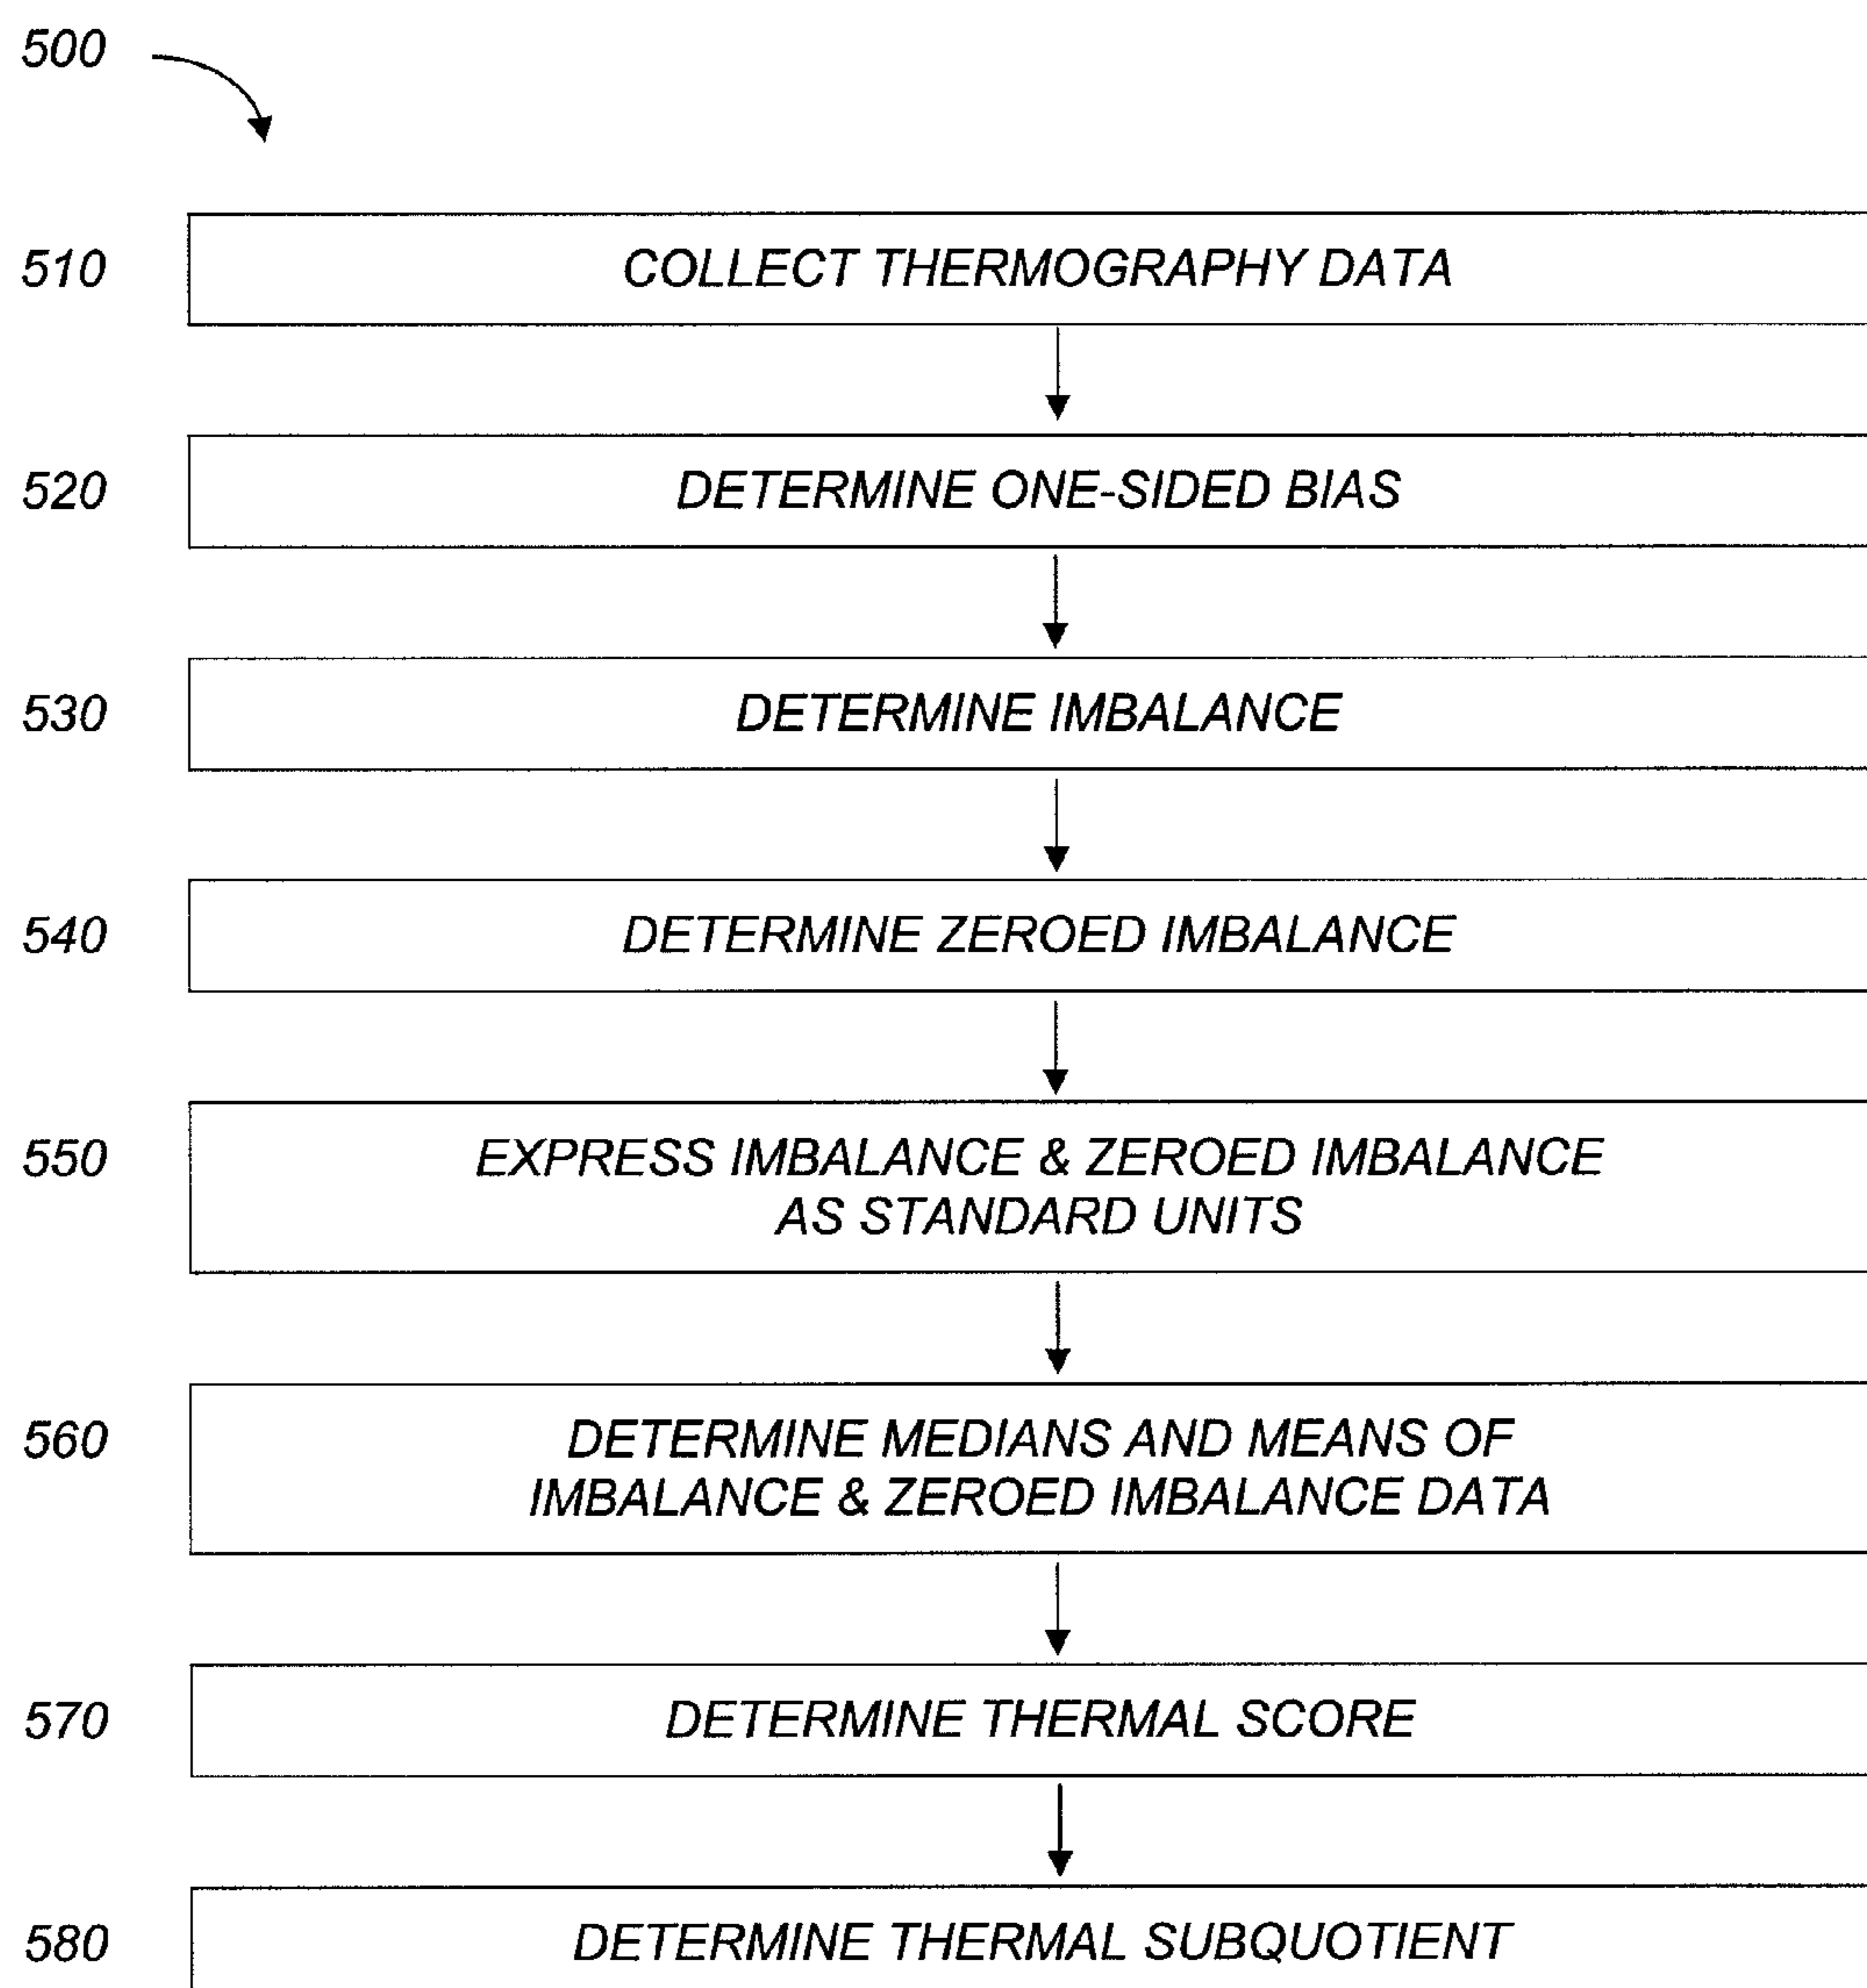 500
510 COLLECT THERMOGRAPHY DATA
520 DETERMINE ONE-SIDED BIAS
530 DETERMINE IMBALANCE
540 DETERMINE ZEROED IMBALANCE
550 EXPRESS IMBALANCE & ZEROED IMBALANCE
AS STANDARD UNITS
560 DETERMINE MEDIANS AND MEANS OF
IMBALANCE & ZEROED IMBALANCE DATA
570 DETERMINE THERMAL SCORE
580 DETERMINE THERMAL SUBQUOTIENT